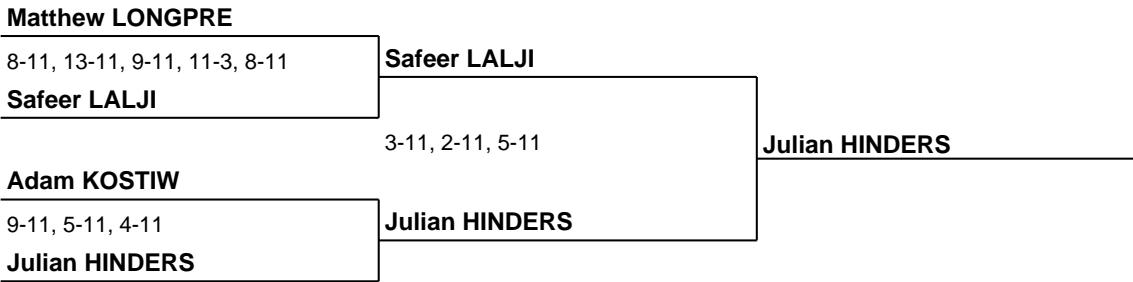 Matthew LONGPRE
8-11, 13-11, 9-11, 11-3, 8-11
Safeer LALJI
Safeer LALJI
3-11, 2-11, 5-11
Julian HINDERS
Adam KOSTIW
9-11, 5-11, 4-11
Julian HINDERS
Julian HINDERS